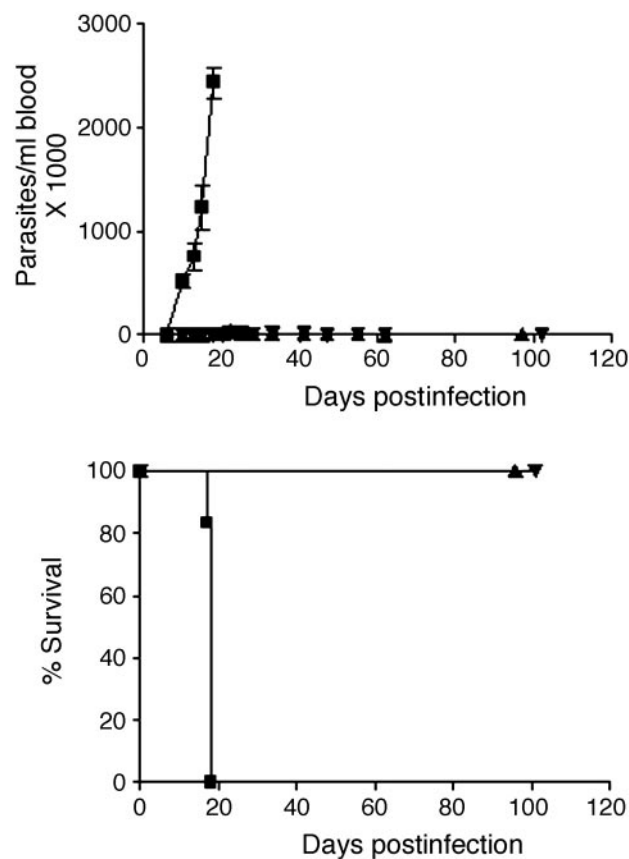 Parasites/ml blood
X 1000
3000
2000
1000
0
0 20 40 60 80 100 120
Days postinfection
% Survival
100
80
60
40
20
0
0 20 40 60 80 100 120
Days postinfection